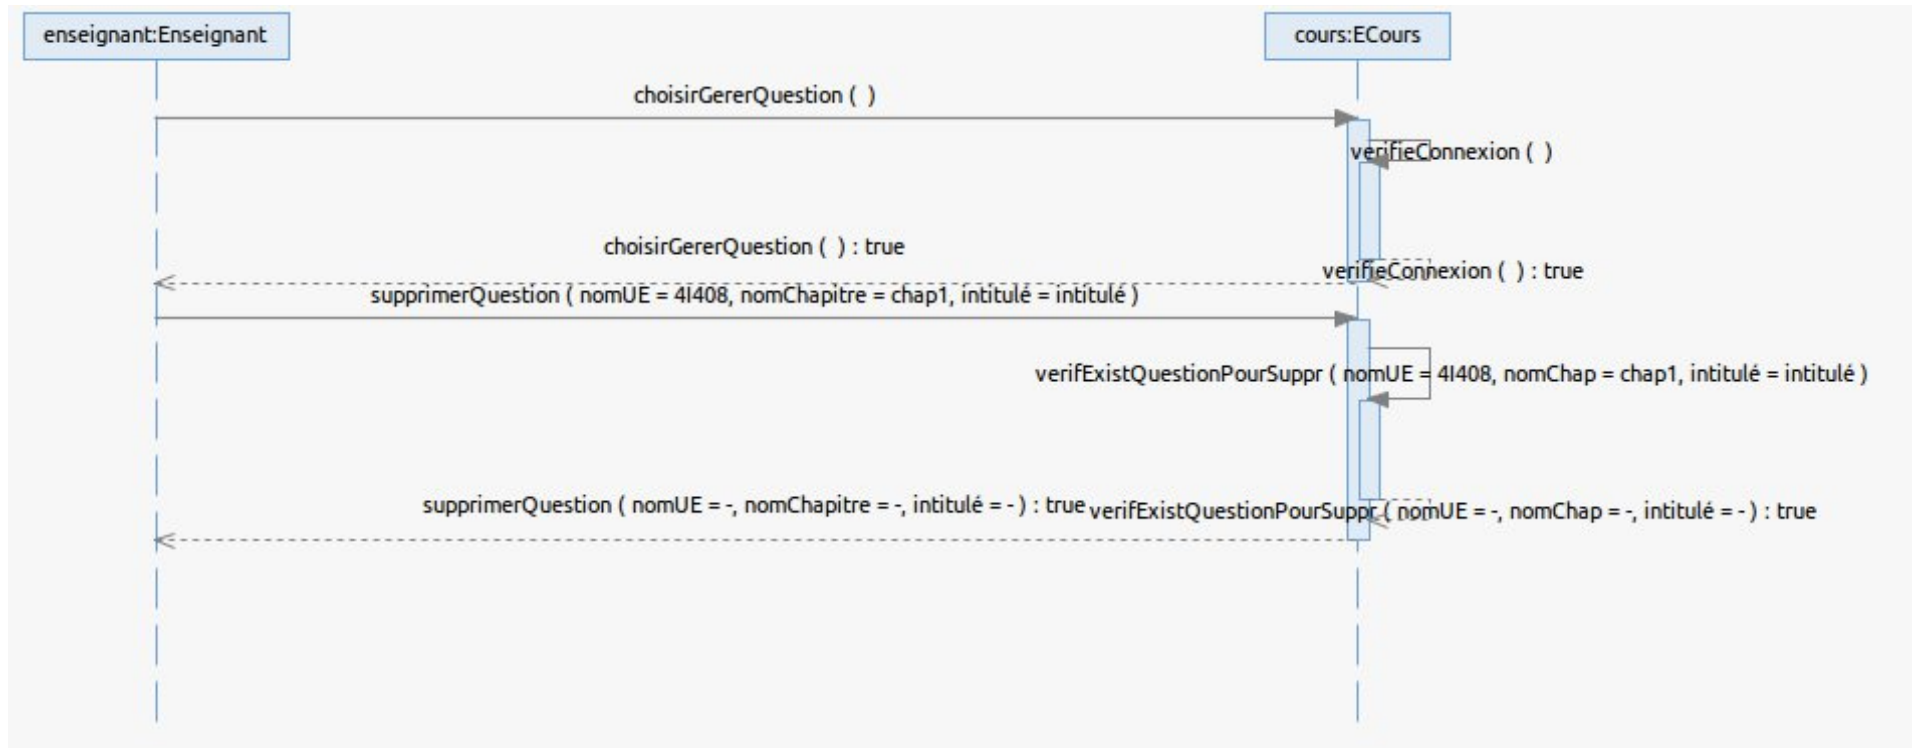 enseignant:Enseignant
cours:ECours
choisirGererQuestion ( )
verifieConnexion ( )
choisirGererQuestion ( ) : true
verifieConnexion ( ) : true
supprimerQuestion ( nomUE = 4I408, nomChapitre = chap1, intitulé = intitulé )
verifExistQuestionPourSuppr ( nomUE = 4I408, nomChap = chap1, intitulé = intitulé )
supprimerQuestion ( nomUE = -, nomChapitre = -, intitulé = - ) : true
verifExistQuestionPourSuppr ( nomUE = -, nomChap = -, intitulé = - ) : true